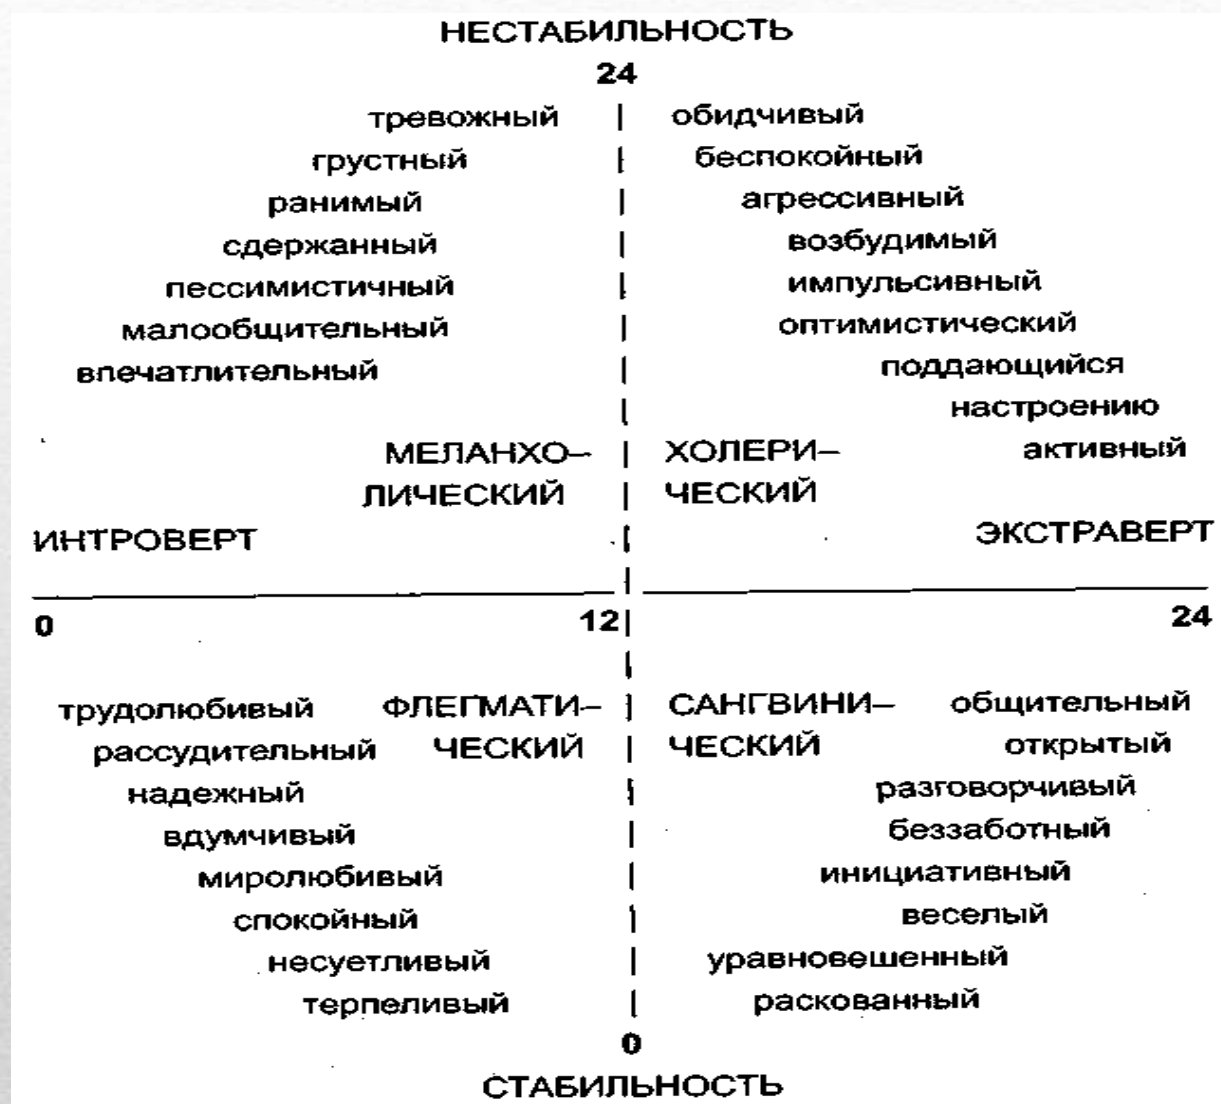 НЕСТАБИЛЬНОСТЬ
24
тревожный | обидчивый
грустный | беспокойный
ранимый | агрессивный
сдержанный | возбудимый
пессимистичный | импульсивный
малообщительный | оптимистический
впечатлительный | поддающийся
настроению
МЕЛАНХО– | ХОЛЕРИ– активный
ЛИЧЕСКИЙ | ЧЕСКИЙ
ИНТРОВЕРТ ЭКСТРАВЕРТ
0 12 24
трудолюбивый ФЛЕГМАТИ– | САНГВИНИ– общительный
рассудительный ЧЕСКИЙ | ЧЕСКИЙ открытый
надежный разговорчивый
вдумчивый беззаботный
миролюбивый инициативный
спокойный веселый
несуетливый уравновешенный
терпеливый раскованный
0
СТАБИЛЬНОСТЬ